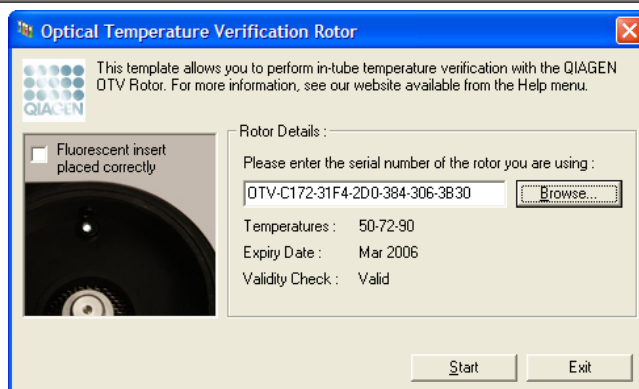 Optical Temperature Verification Rotor
This template allows you to perform in-tube temperature verification with the QIAGEN
OTV Rotor. For more information, see our website available from the Help menu.
QIAGEN
Fluorescent insert
placed correctly
Rotor Details :
Please enter the serial number of the rotor you are using :
OTV-C172-31F4-2D0-384-306-3B30
Browse...
Temperatures : 50-72-90
Expiry Date : Mar 2006
Validity Check : Valid
Start
Exit